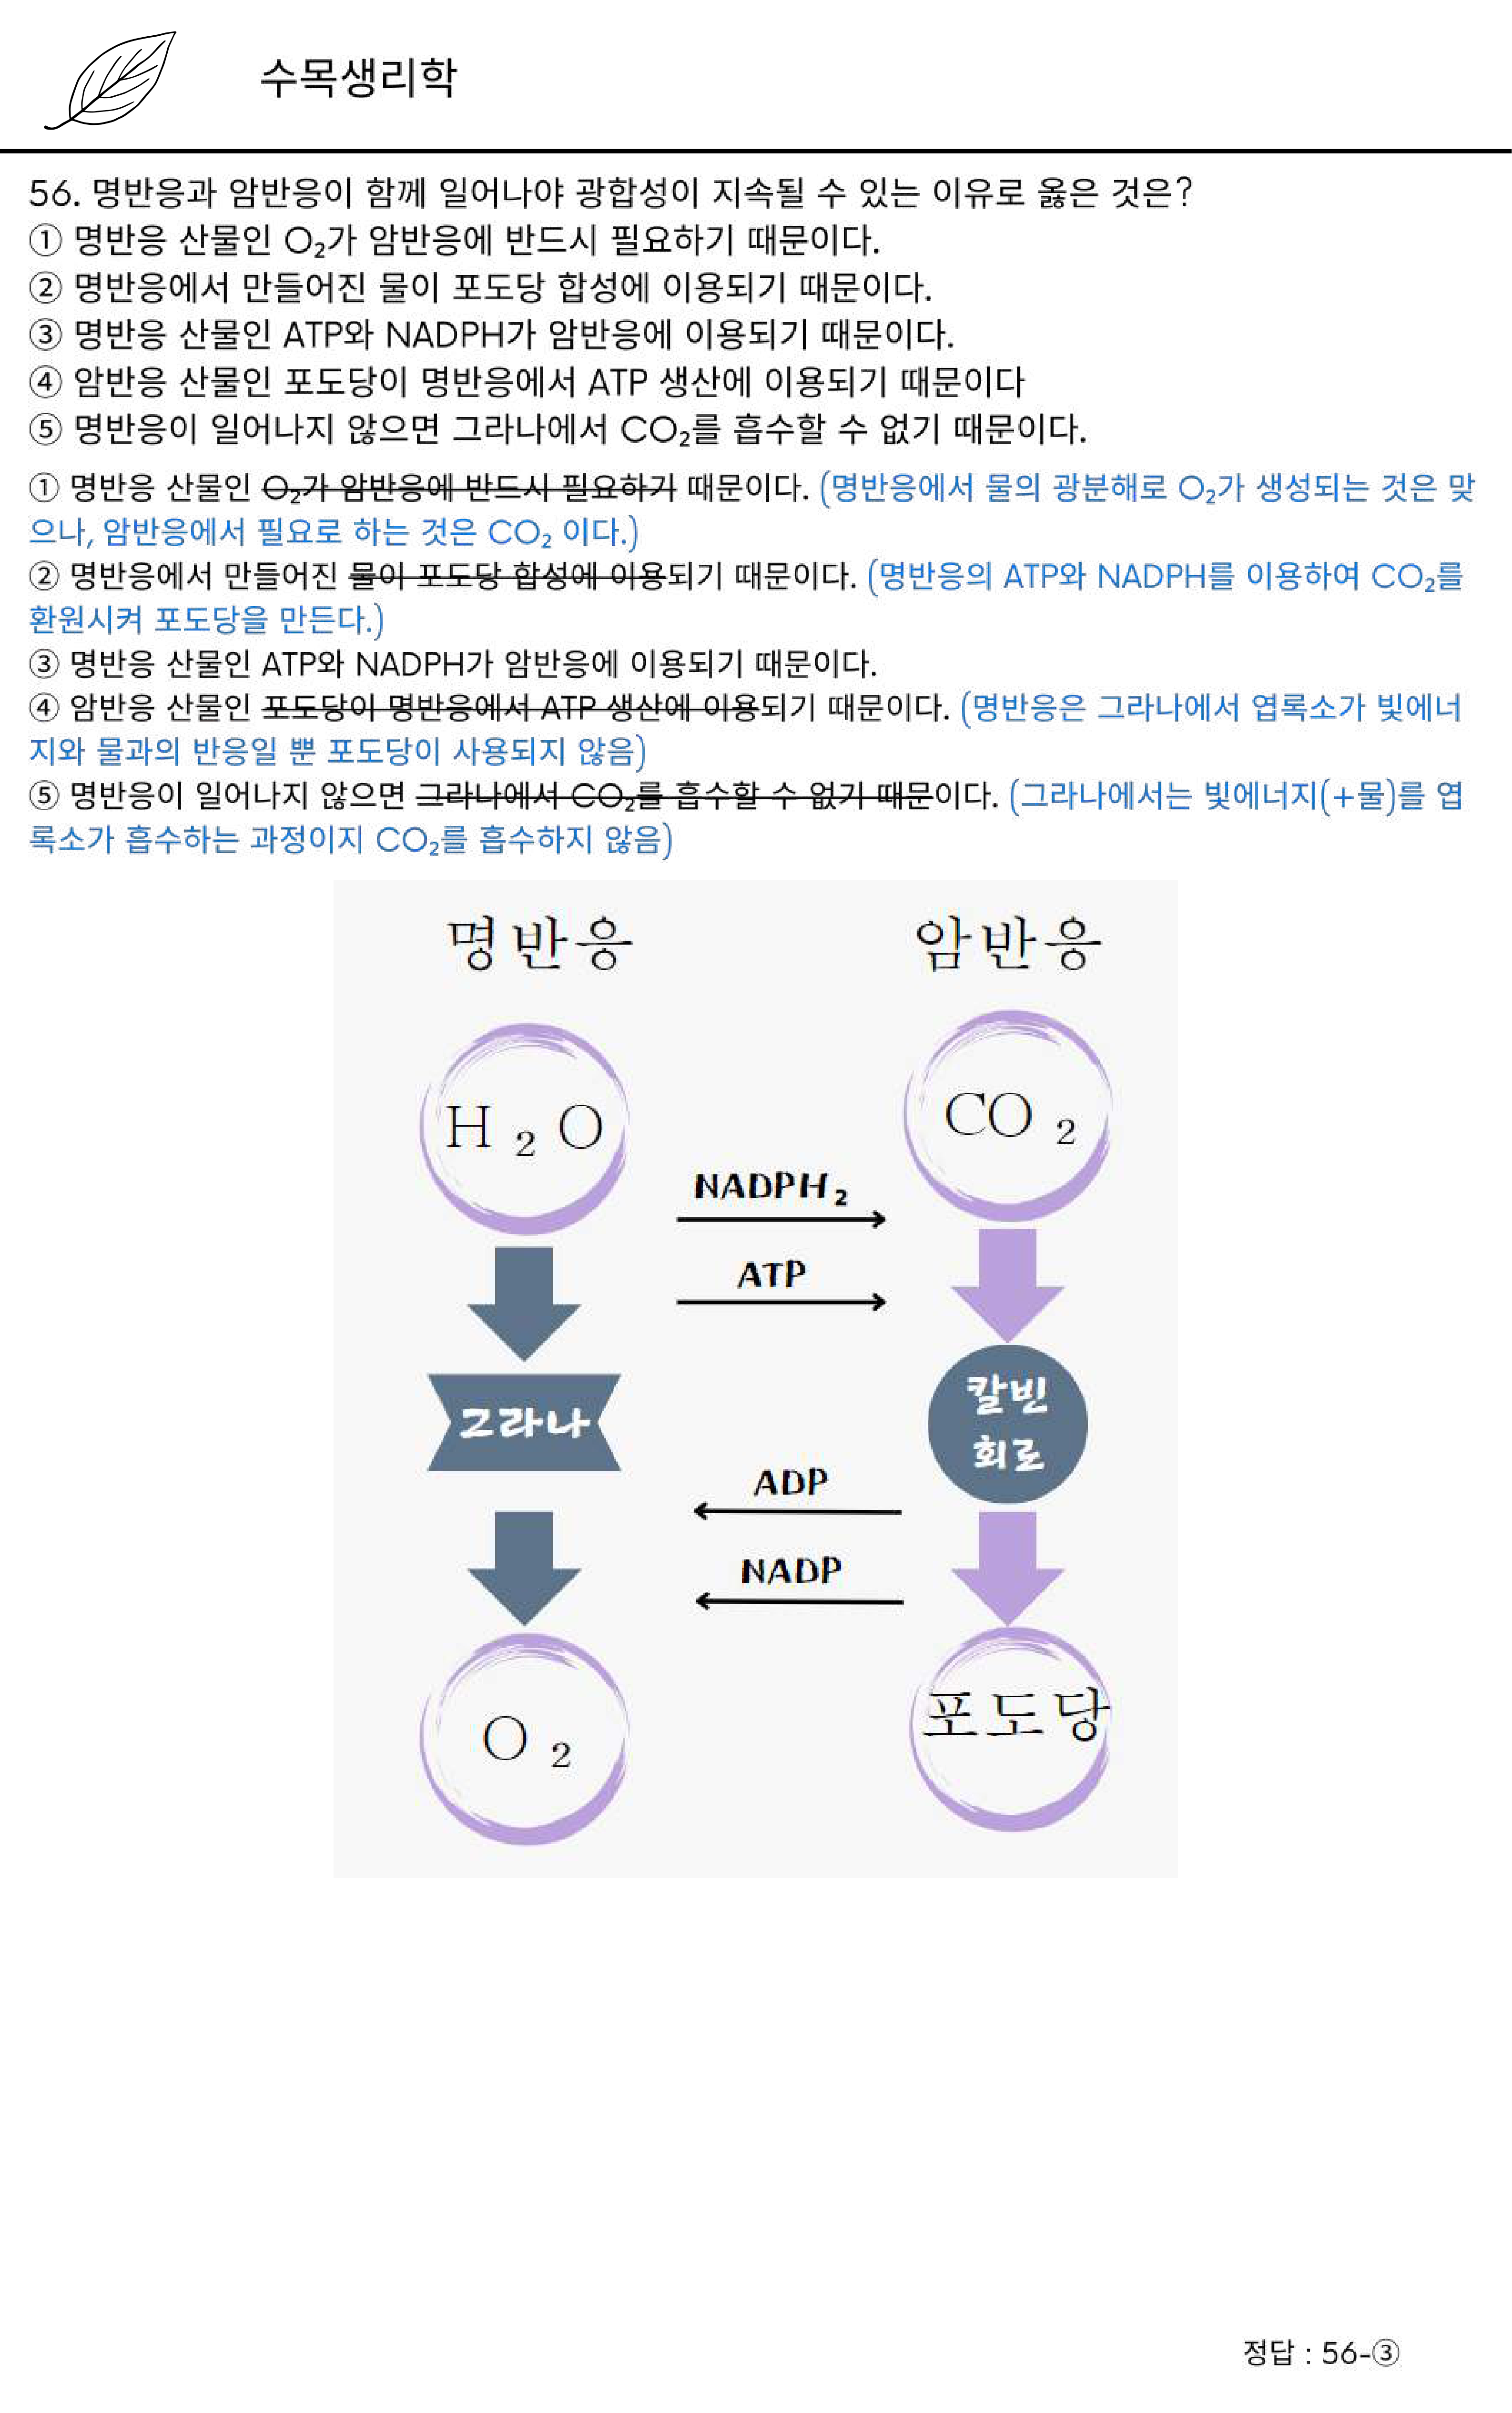 수목생리학
56. 명반응과 암반응이 함께 일어나야 광합성이 지속될 수 있는 이유로 옳은 것은?
① 명반응 산물인 O₂가 암반응에 반드시 필요하기 때문이다.
② 명반응에서 만들어진 물이 포도당 합성에 이용되기 때문이다.
③ 명반응 산물인 ATP와 NADPH가 암반응에 이용되기 때문이다.
④ 암반응 산물인 포도당이 명반응에서 ATP 생산에 이용되기 때문이다
⑤ 명반응이 일어나지 않으면 그라나에서 CO₂를 흡수할 수 없기 때문이다.
① 명반응 산물인 O₂가 암반응에 반드시 필요하기 때문이다. (명반응에서 물의 광분해로 O₂가 생성되는 것은 맞
으나, 암반응에서 필요로 하는 것은 CO₂ 이다.)
② 명반응에서 만들어진 물이 포도당 합성에 이용되기 때문이다. (명반응의 ATP와 NADPH를 이용하여 CO₂를
환원시켜 포도당을 만든다.)
③ 명반응 산물인 ATP와 NADPH가 암반응에 이용되기 때문이다.
④ 암반응 산물인 포도당이 명반응에서 ATP 생산에 이용되기 때문이다. (명반응은 그라나에서 엽록소가 빛에너
지와 물과의 반응일 뿐 포도당이 사용되지 않음)
⑤ 명반응이 일어나지 않으면 그라나에서 CO₂를 흡수할 수 없기 때문이다. (그라나에서는 빛에너지(+물)를 엽
록소가 흡수하는 과정이지 CO₂를 흡수하지 않음)
명반응 암반응
H₂O
CO₂
NADPH₂
ATP
그라나
칼빈
회로
ADP
NADP
O₂
포도당
정답 : 56-③